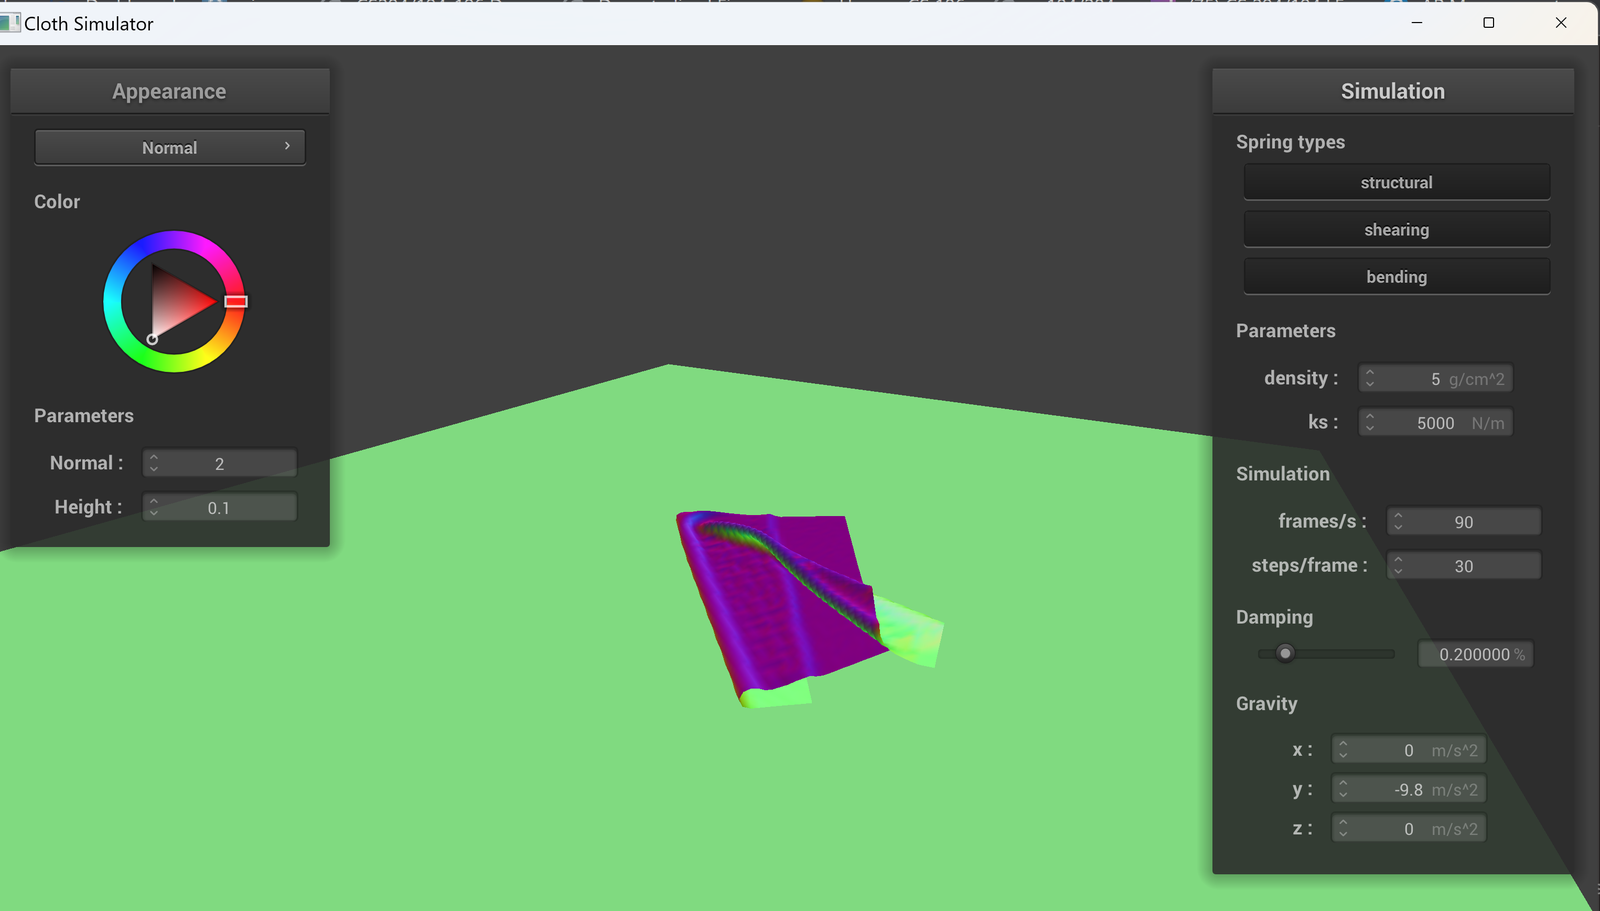 Cloth Simulator
Appearance
Normal
Color
Parameters
Normal : 2
Height : 0.1
Simulation
Spring types
structural
shearing
bending
Parameters
density : 5 g/cm^2
ks : 5000 N/m
Simulation
frames/s : 90
steps/frame : 30
Damping
0.200000 %
Gravity
x : 0 m/s^2
y : -9.8 m/s^2
z : 0 m/s^2